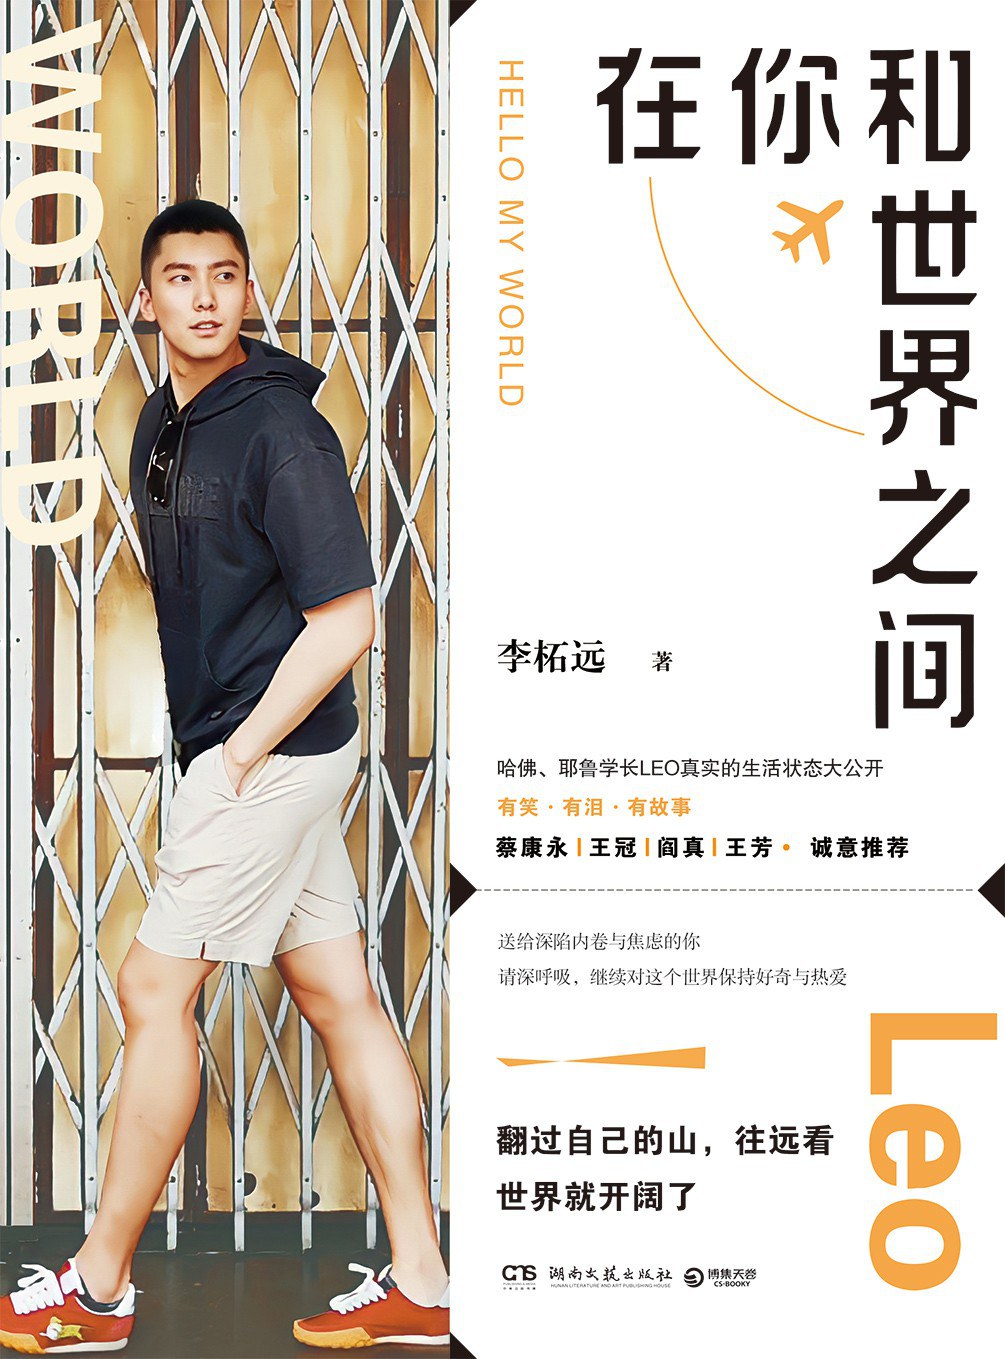 WORLD
HELLO MY WORLD
在你和世界之间
李柘远 著
哈佛、耶鲁学长LEO真实的生活状态大公开
有笑·有泪·有故事
蔡康永|王冠|阎真|王芳· 诚意推荐
送给深陷内卷与焦虑的你
请深呼吸，继续对这个世界保持好奇与热爱
Leo
翻过自己的山，往远看
世界就开阔了
湖南文艺出版社
HUNAN LITERATURE AND ART PUBLISHING HOUSE
博集天卷
CS-BOOKY